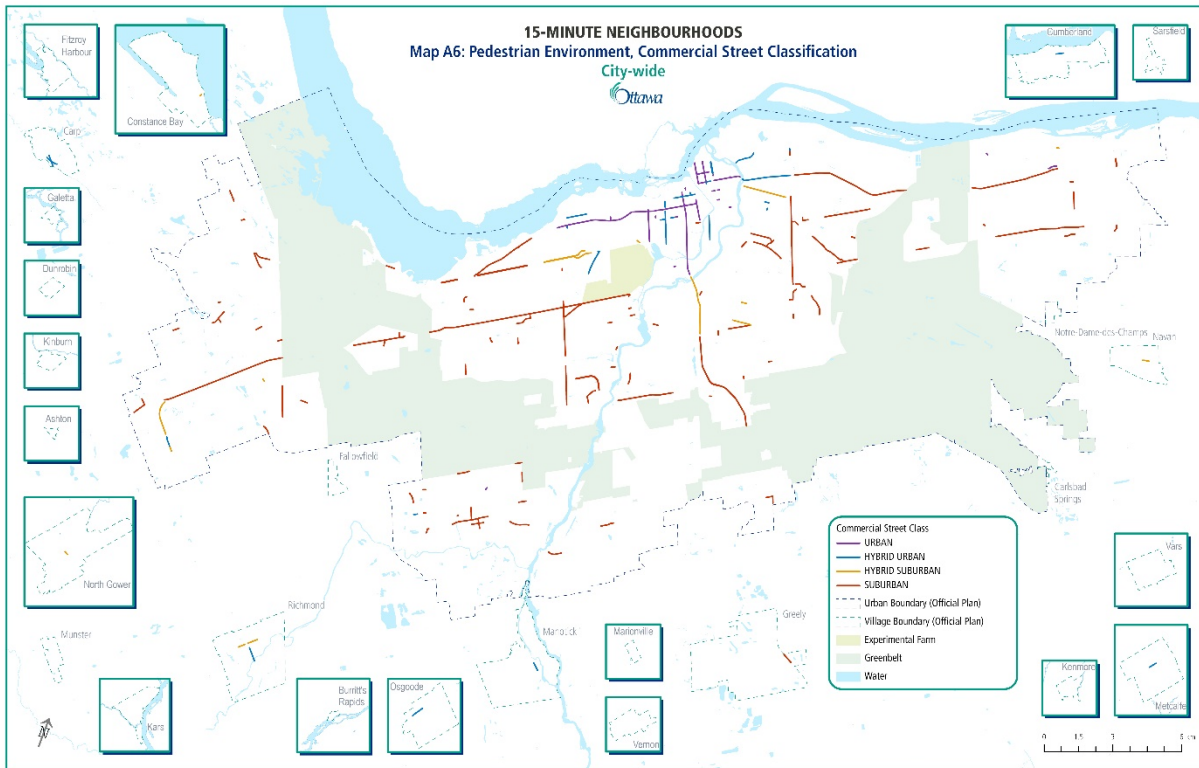 15-MINUTE NEIGHBOURHOODS
Map A6: Pedestrian Environment, Commercial Street Classification
City-wide
Ottawa
Fitzroy
Harbour
Constance Bay
Cumberland
Sarsfield
Carp
Galetta
Dunrobin
Kinburn
Ashton
North Gower
Munster
Kars
Richmond
Fallowfield
Burritt's
Rapids
Osgoode
Manotick
Marionville
Vernon
Greely
Notre-Dame-des-Champs
Navan
Carlsbad
Springs
Vars
Kenmore
Metcalfe
Commercial Street Class
URBAN
HYBRID URBAN
HYBRID SUBURBAN
SUBURBAN
Urban Boundary (Official Plan)
Village Boundary (Official Plan)
Experimental Farm
Greenbelt
Water
0 1.5 3 6 km